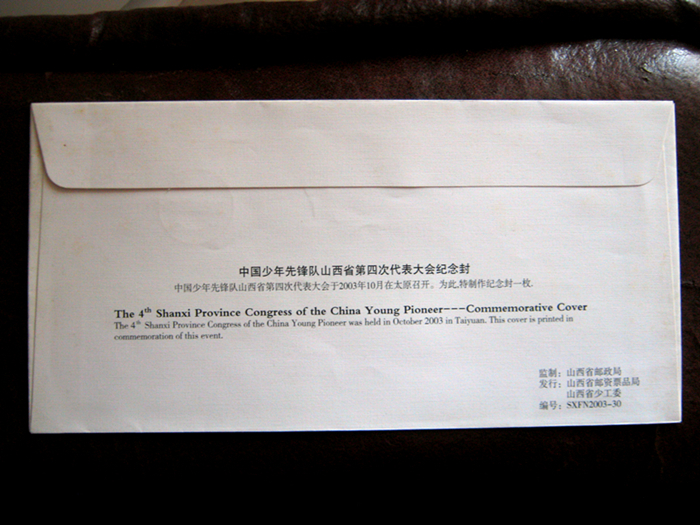 中国少年先锋队山西省第四次代表大会纪念封
中国少年先锋队山西省第四次代表大会于2003年10月在太原召开。为此,特制作纪念封一枚.
The 4th Shanxi Province Congress of the China Young Pioneer---Commemorative Cover
The 4th Shanxi Province Congress of the China Young Pioneer was held in October 2003 in Taiyuan. This cover is printed in
commemoration of this event.
监制：山西省邮政局
发行：山西省邮资票品局
山西省少工委
编号：SXFN2003-30